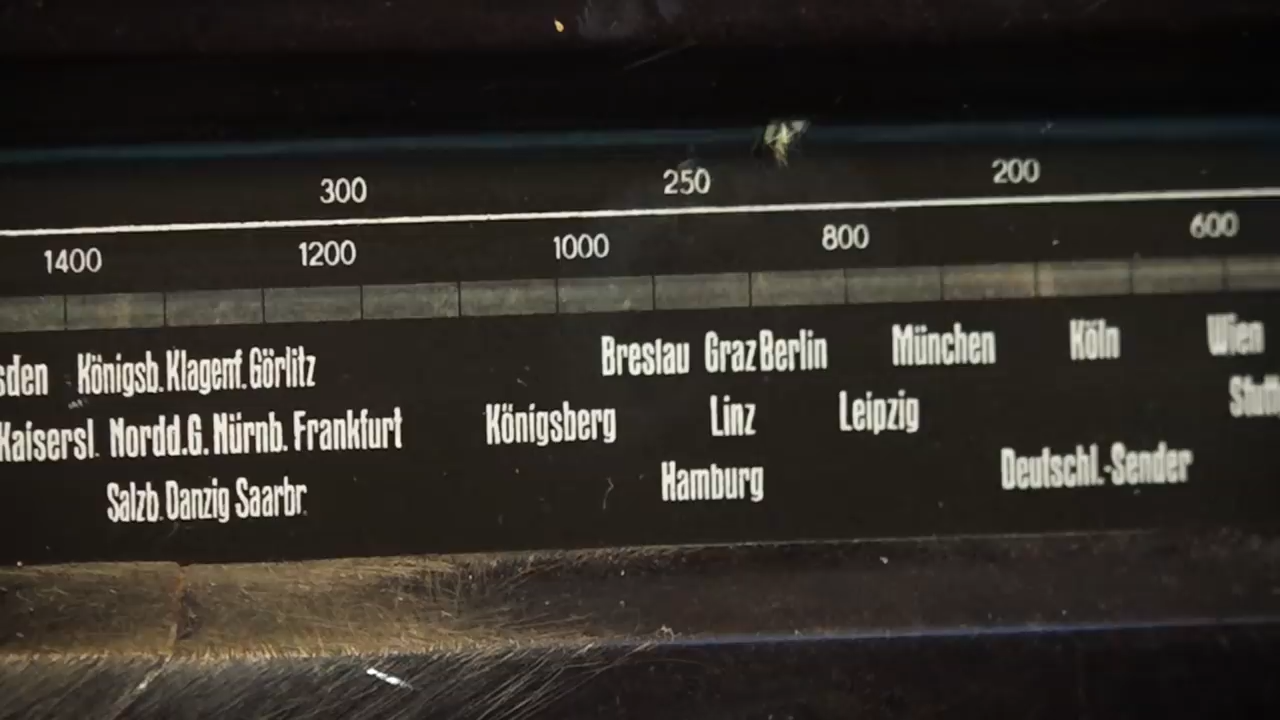 300 250 200
1400 1200 1000 800 600
sden Königsb. Klagenf. Görlitz Breslau Graz Berlin München Köln Wien
Kaisersl. Nordd.G. Nürnb. Frankfurt Königsberg Linz Leipzig
Salzb. Danzig Saarbr. Hamburg Deutschl.-Sender